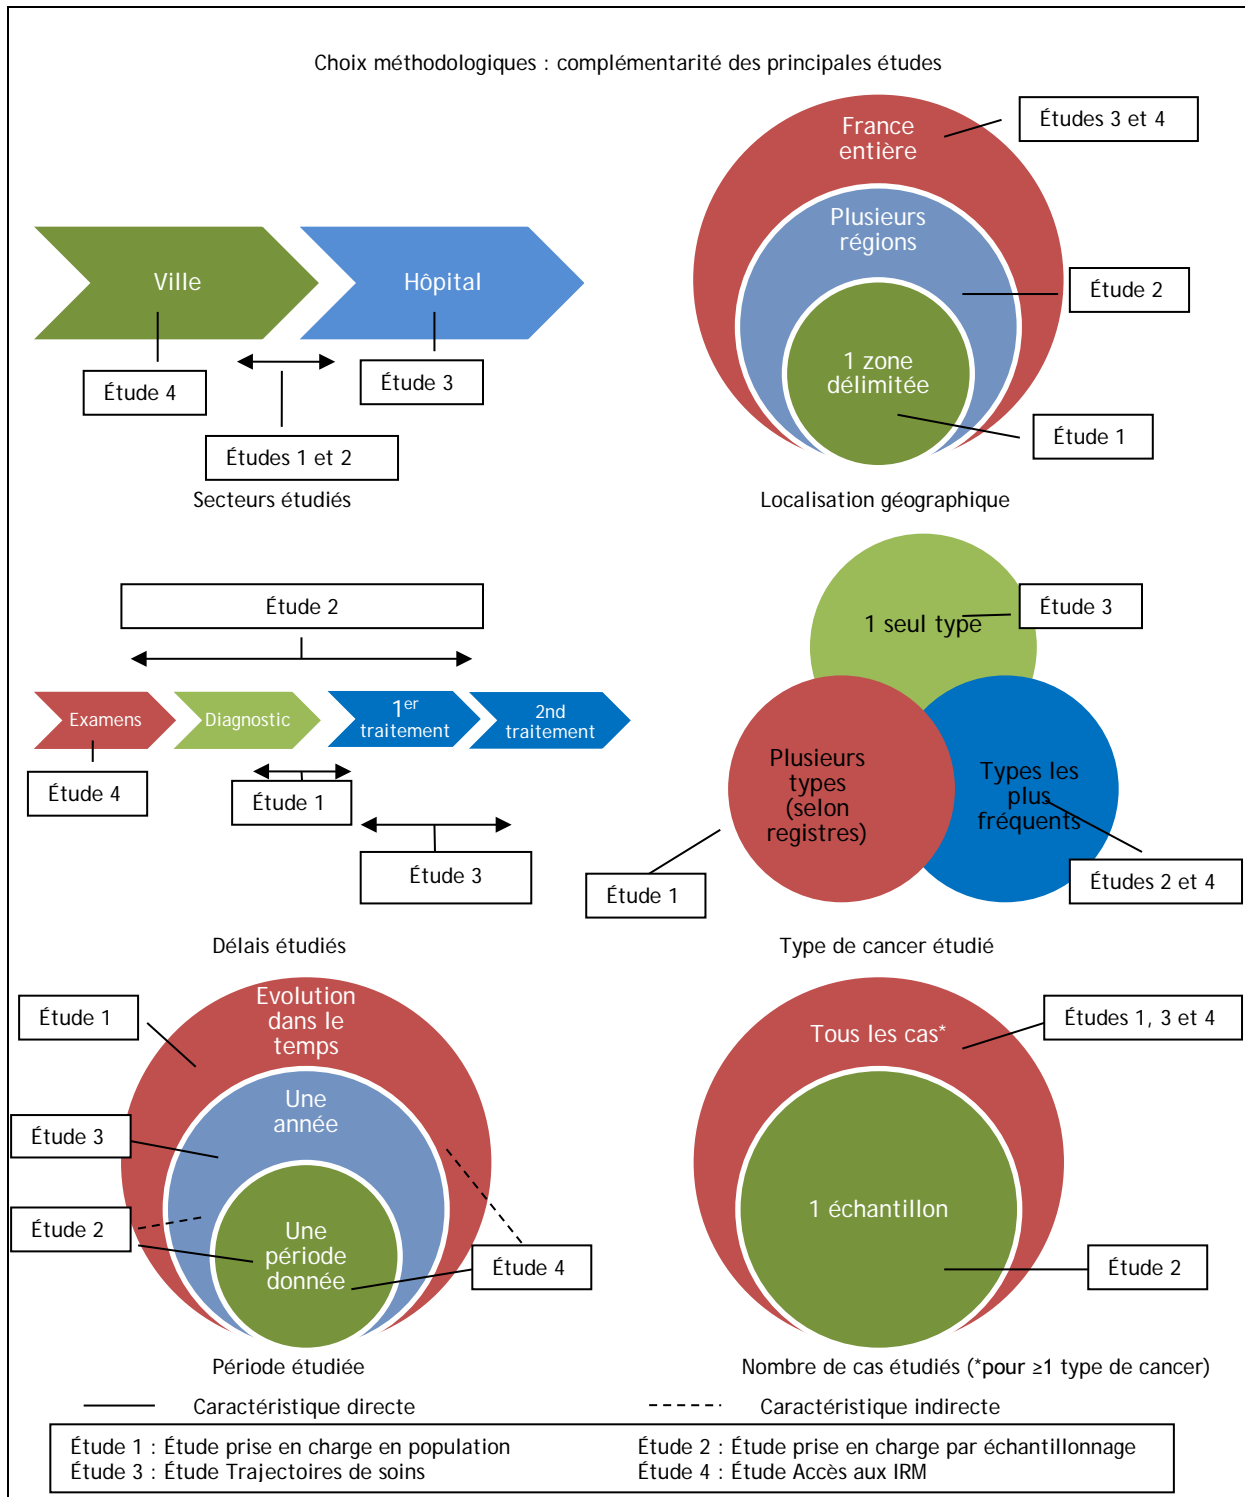 Choix méthodologiques : complémentarité des principales études
Ville
Hôpital
Étude 4
Étude 3
Études 1 et 2
Secteurs étudiés
France
entière
Plusieurs
régions
1 zone
délimitée
Études 3 et 4
Étude 2
Étude 1
Localisation géographique
Étude 2
Examens
Diagnostic
1er
traitement
2nd
traitement
Étude 4
Étude 1
Étude 3
Délais étudiés
1 seul type
Étude 3
Plusieurs
types
(selon
registres)
Types les
plus
fréquents
Étude 1
Études 2 et 4
Type de cancer étudié
Evolution
dans le
temps
Une
année
Une
période
donnée
Étude 1
Étude 3
Étude 2
Étude 4
Période étudiée
Tous les cas*
1 échantillon
Études 1, 3 et 4
Étude 2
Nombre de cas étudiés (*pour ≥1 type de cancer)
Caractéristique directe
Caractéristique indirecte
Étude 1 : Étude prise en charge en population
Étude 2 : Étude prise en charge par échantillonnage
Étude 3 : Étude Trajectoires de soins
Étude 4 : Étude Accès aux IRM